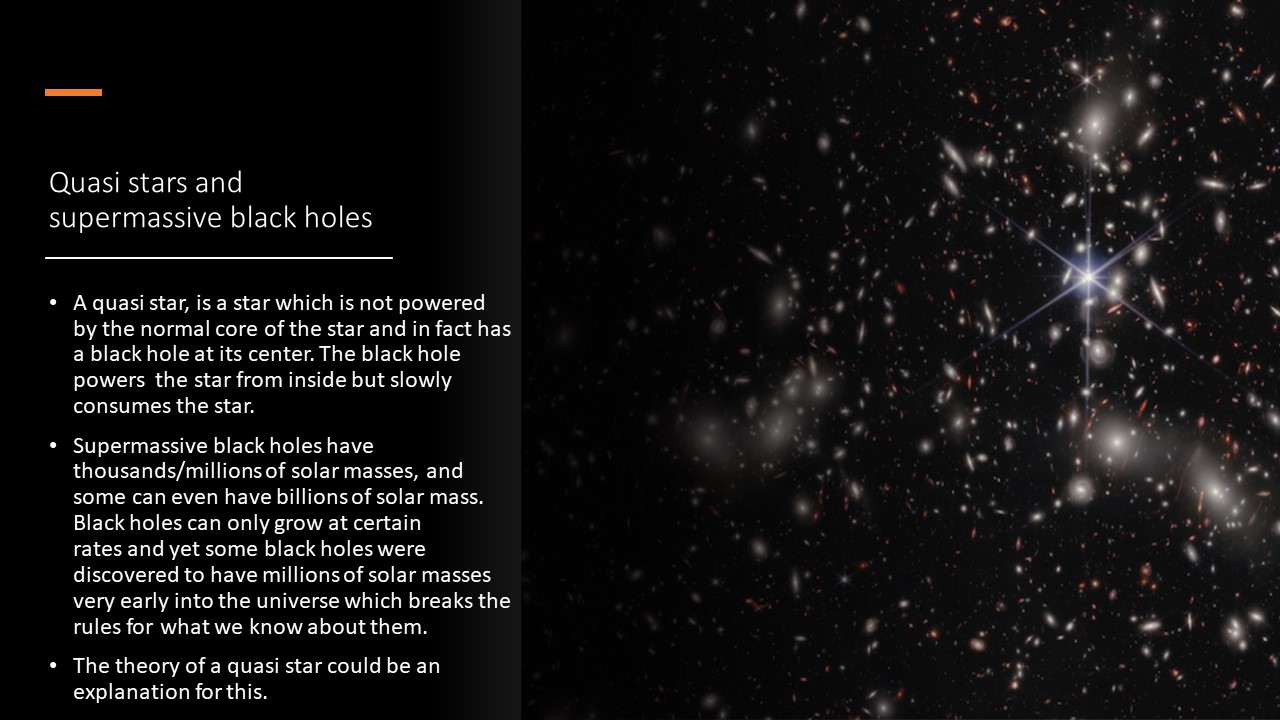 Quasi stars and
supermassive black holes
• A quasi star, is a star which is not powered
by the normal core of the star and in fact has
a black hole at its center. The black hole
powers  the star from inside but slowly
consumes the star.
• Supermassive black holes have
thousands/millions of solar masses, and
some can even have billions of solar mass.
Black holes can only grow at certain
rates and yet some black holes were
discovered to have millions of solar masses
very early into the universe which breaks the
rules for what we know about them.
• The theory of a quasi star could be an
explanation for this.